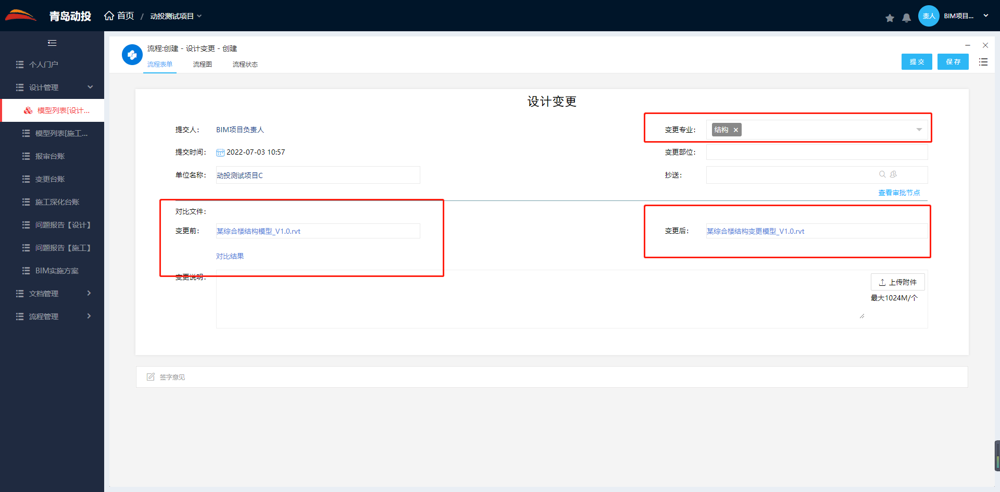 青岛动投
首页 / 动投测试项目
责人 BIM项目...
个人门户
设计管理
模型列表[设计...
模型列表[施工...
报审台账
变更台账
施工深化台账
问题报告【设计】
问题报告【施工】
BIM实施方案
文档管理
流程管理
流程:创建 - 设计变更 - 创建
流程表单 流程图 流程状态
提 交 保 存
设计变更
提交人: BIM项目负责人
变更专业: 结构 ×
提交时间: 2022-07-03 10:57
变更部位:
单位名称: 动投测试项目C
抄送:
查看审批节点
对比文件:
变更前: 某综合楼结构模型_V1.0.rvt
变更后: 某综合楼结构变更模型_V1.0.rvt
对比结果
变更说明:
上传附件
最大1024M/个
签字意见